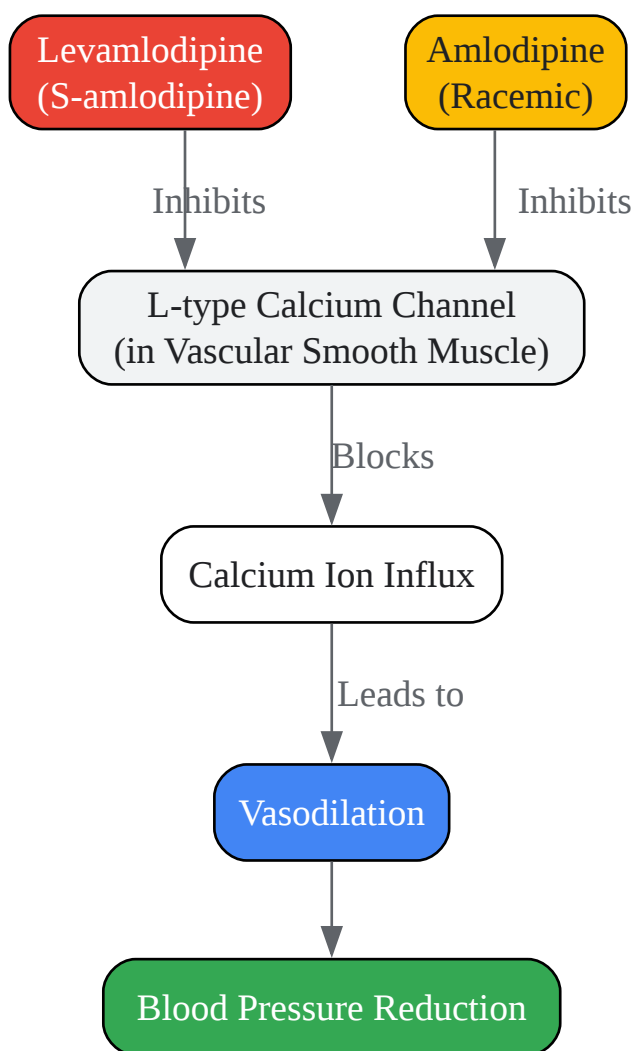 Levamlodipine
(S-amlodipine)
Amlodipine
(Racemic)
Inhibits
Inhibits
L-type Calcium Channel
(in Vascular Smooth Muscle)
Blocks
Calcium Ion Influx
Leads to
Vasodilation
Blood Pressure Reduction